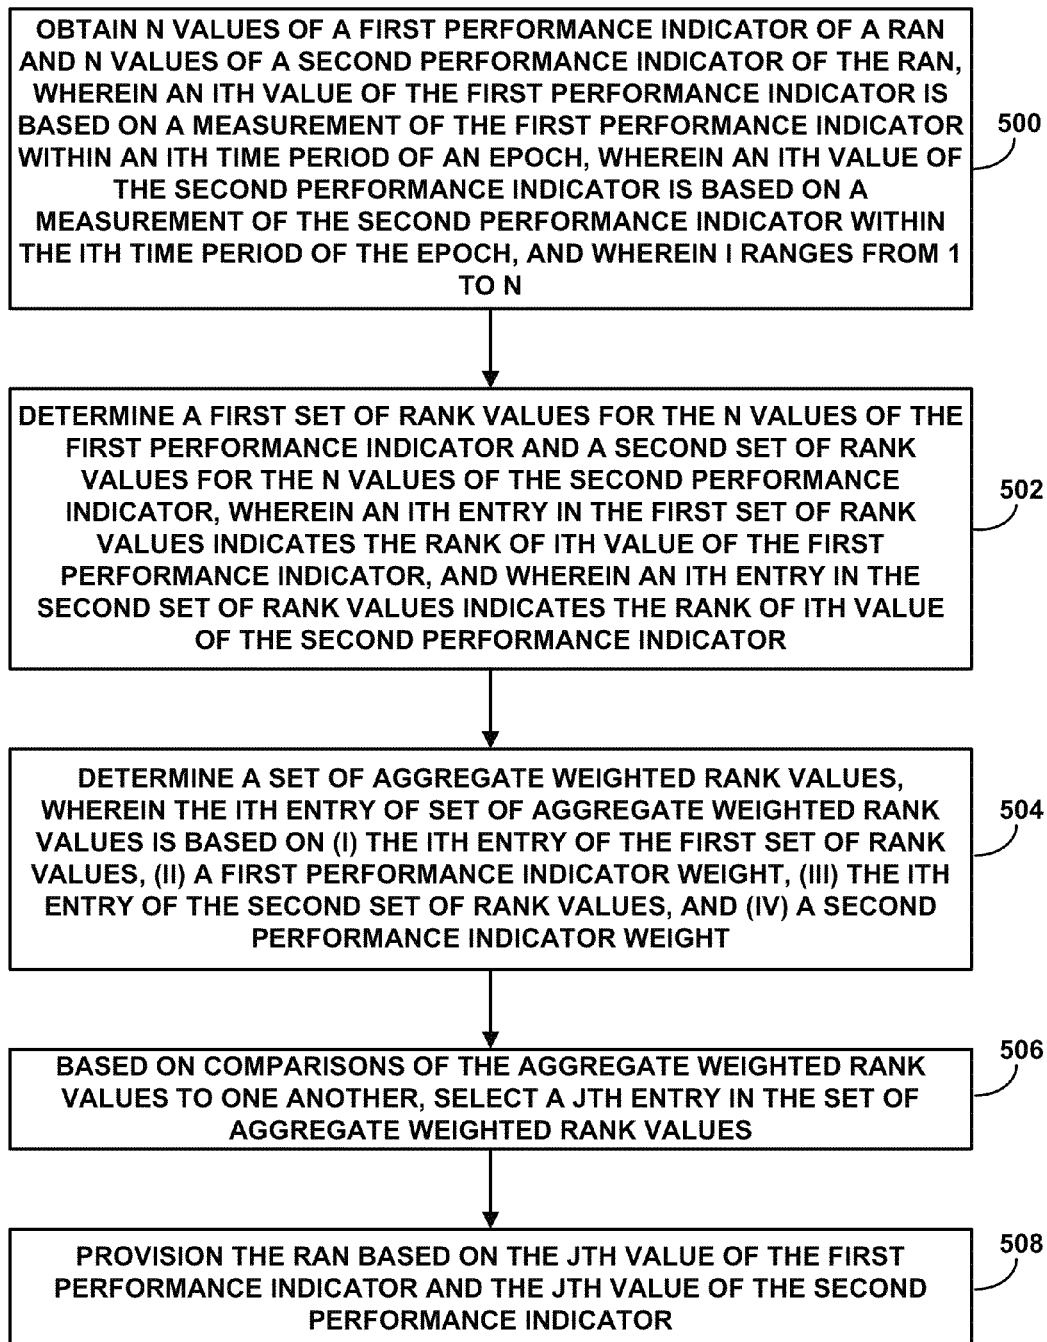 OBTAIN N VALUES OF A FIRST PERFORMANCE INDICATOR OF A RAN
AND N VALUES OF A SECOND PERFORMANCE INDICATOR OF THE RAN,
WHEREIN AN ITH VALUE OF THE FIRST PERFORMANCE INDICATOR IS
BASED ON A MEASUREMENT OF THE FIRST PERFORMANCE INDICATOR
WITHIN AN ITH TIME PERIOD OF AN EPOCH, WHEREIN AN ITH VALUE OF
THE SECOND PERFORMANCE INDICATOR IS BASED ON A
MEASUREMENT OF THE SECOND PERFORMANCE INDICATOR WITHIN
THE ITH TIME PERIOD OF THE EPOCH, AND WHEREIN I RANGES FROM 1
TO N
500
DETERMINE A FIRST SET OF RANK VALUES FOR THE N VALUES OF THE
FIRST PERFORMANCE INDICATOR AND A SECOND SET OF RANK
VALUES FOR THE N VALUES OF THE SECOND PERFORMANCE
INDICATOR, WHEREIN AN ITH ENTRY IN THE FIRST SET OF RANK
VALUES INDICATES THE RANK OF ITH VALUE OF THE FIRST
PERFORMANCE INDICATOR, AND WHEREIN AN ITH ENTRY IN THE
SECOND SET OF RANK VALUES INDICATES THE RANK OF ITH VALUE
OF THE SECOND PERFORMANCE INDICATOR
502
DETERMINE A SET OF AGGREGATE WEIGHTED RANK VALUES,
WHEREIN THE ITH ENTRY OF SET OF AGGREGATE WEIGHTED RANK
VALUES IS BASED ON (I) THE ITH ENTRY OF THE FIRST SET OF RANK
VALUES, (II) A FIRST PERFORMANCE INDICATOR WEIGHT, (III) THE ITH
ENTRY OF THE SECOND SET OF RANK VALUES, AND (IV) A SECOND
PERFORMANCE INDICATOR WEIGHT
504
BASED ON COMPARISONS OF THE AGGREGATE WEIGHTED RANK
VALUES TO ONE ANOTHER, SELECT A JTH ENTRY IN THE SET OF
AGGREGATE WEIGHTED RANK VALUES
506
PROVISION THE RAN BASED ON THE JTH VALUE OF THE FIRST
PERFORMANCE INDICATOR AND THE JTH VALUE OF THE SECOND
PERFORMANCE INDICATOR
508